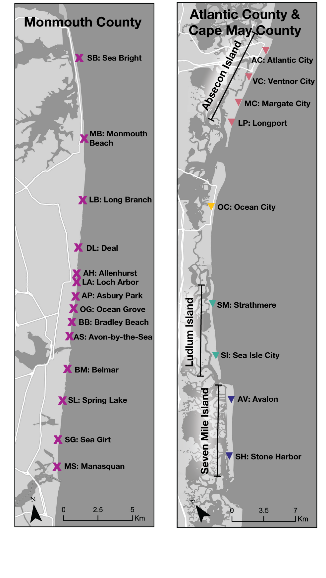 Monmouth County
SB: Sea Bright
MB: Monmouth
Beach
LB: Long Branch
DL: Deal
AH: Allenhurst
LA: Loch Arbor
AP: Asbury Park
OG: Ocean Grove
BB: Bradley Beach
AS: Avon-by-the-Sea
BM: Belmar
SL: Spring Lake
SG: Sea Girt
MS: Manasquan
N
0 2.5 5
Km
Atlantic County &
Cape May County
Absecon Island
AC: Atlantic City
VC: Ventnor City
MC: Margate City
LP: Longport
OC: Ocean City
Ludlum Island
SM: Strathmere
SI: Sea Isle City
Seven Mile Island
AV: Avalon
SH: Stone Harbor
N
0 3.5 7
Km